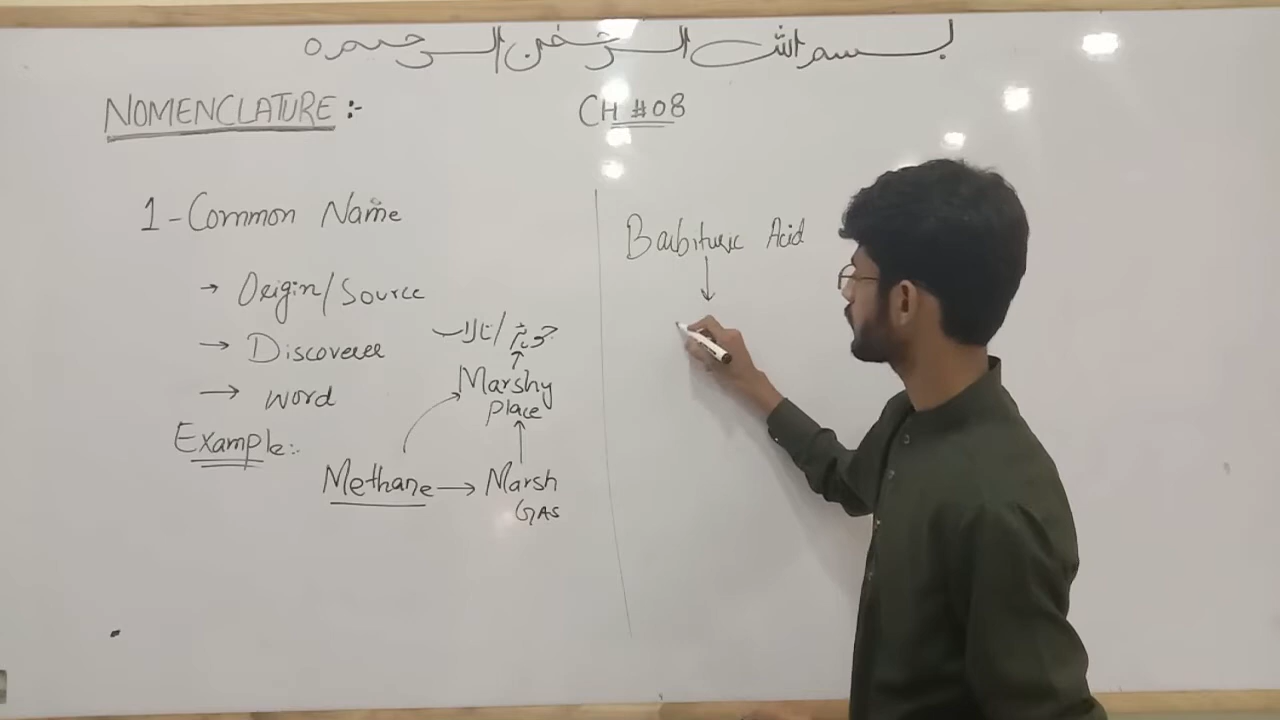 بسم اللہ الرحمٰن الرحیم
NOMENCLATURE :-
CH #08
1 - Common Name
→ Origin/Source
→ Discoverer
→ word
Example:-
جوہڑ/تالاب
Marshy
place
Methane → Marsh
GAS
Barbituric Acid